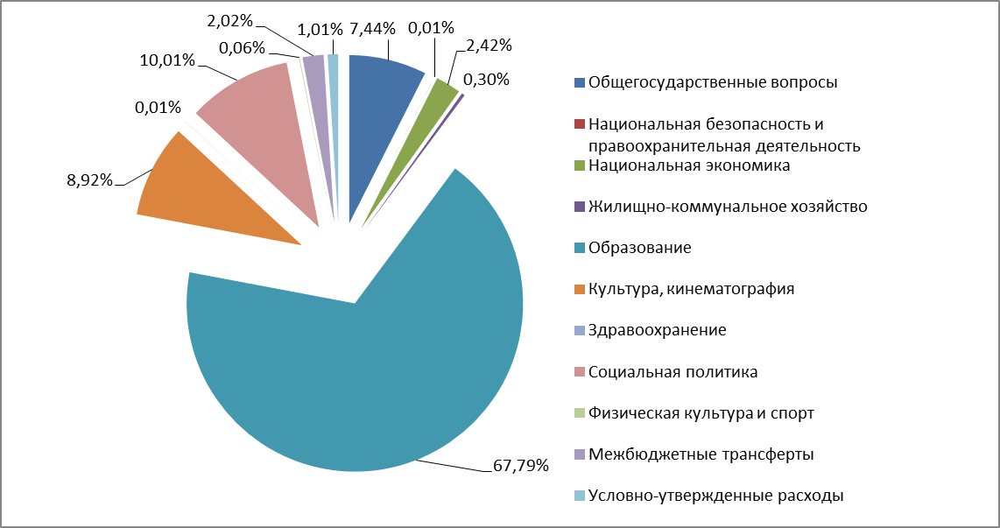 2,02%
1,01%
7,44%
0,01%
0,06%
2,42%
10,01%
0,30%
0,01%
8,92%
67,79%
Общегосударственные вопросы
Национальная безопасность и
правоохранительная деятельность
Национальная экономика
Жилищно-коммунальное хозяйство
Образование
Культура, кинематография
Здравоохранение
Социальная политика
Физическая культура и спорт
Межбюджетные трансферты
Условно-утвержденные расходы